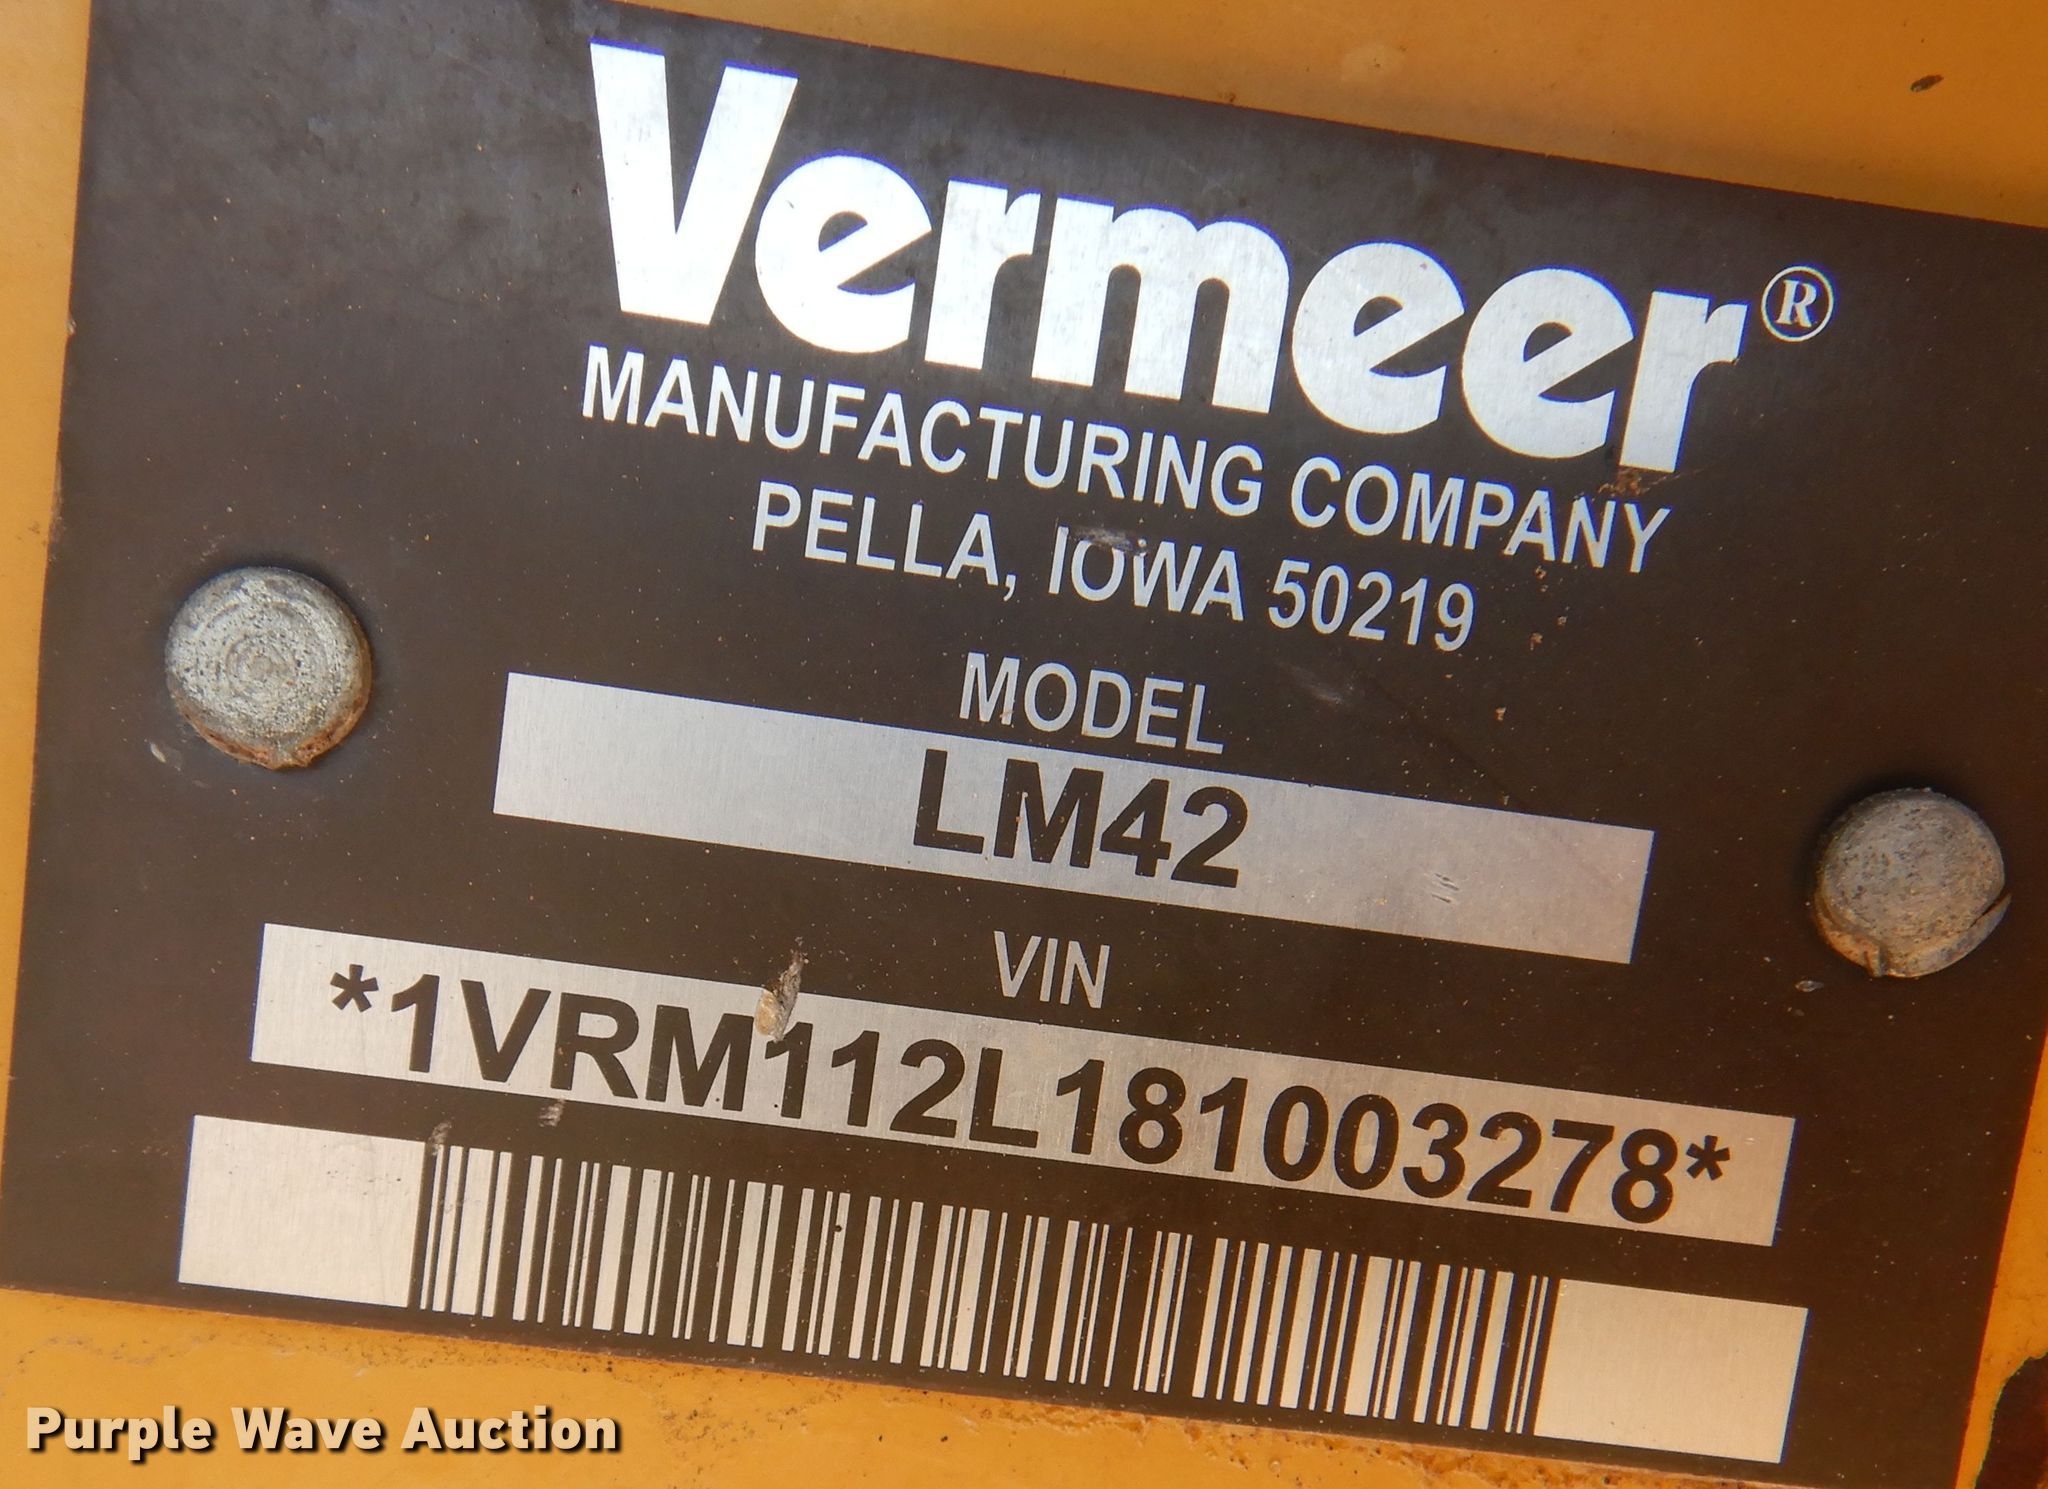 Vermeer®
MANUFACTURING COMPANY
PELLA, IOWA 50219
MODEL
LM42
VIN
*1VRM112L181003278*
Purple Wave Auction